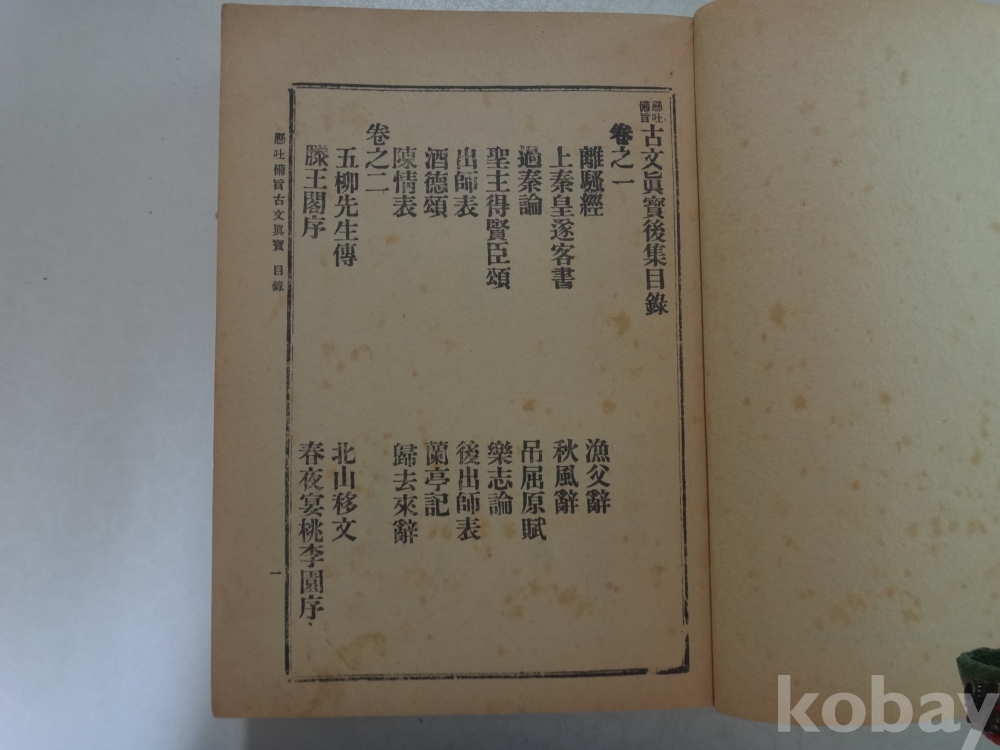 懸吐
備旨
古文眞寶後集目錄
卷之一
離騷經
漁父辭
上秦皇逐客書
秋風辭
過秦論
吊屈原賦
聖主得賢臣頌
樂志論
出師表
後出師表
酒德頌
蘭亭記
陳情表
歸去來辭
卷之二
五柳先生傳
北山移文
滕王閣序
春夜宴桃李園序
懸吐備旨古文眞寶 目錄
一
kobay